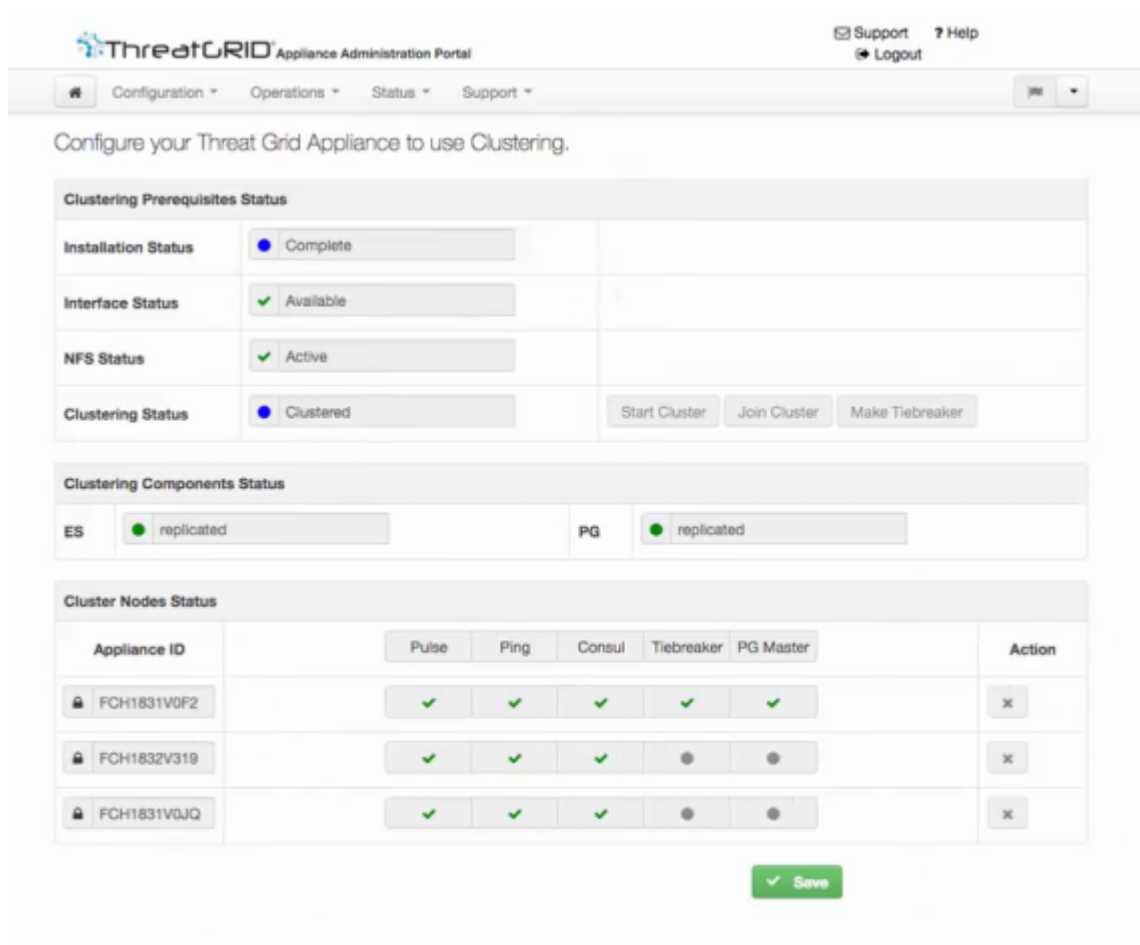 ThreatGRID Appliance Administration Portal
Support ? Help
Logout
Configuration Operations Status Support
Configure your Threat Grid Appliance to use Clustering.
Clustering Prerequisites Status
Installation Status Complete
Interface Status Available
NFS Status Active
Clustering Status Clustered Start Cluster Join Cluster Make Tiebreaker
Clustering Components Status
ES replicated PG replicated
Cluster Nodes Status
Appliance ID Pulse Ping Consul Tiebreaker PG Master Action
FCH1831V0F2
FCH1832V319
FCH1831V0JQ
Save